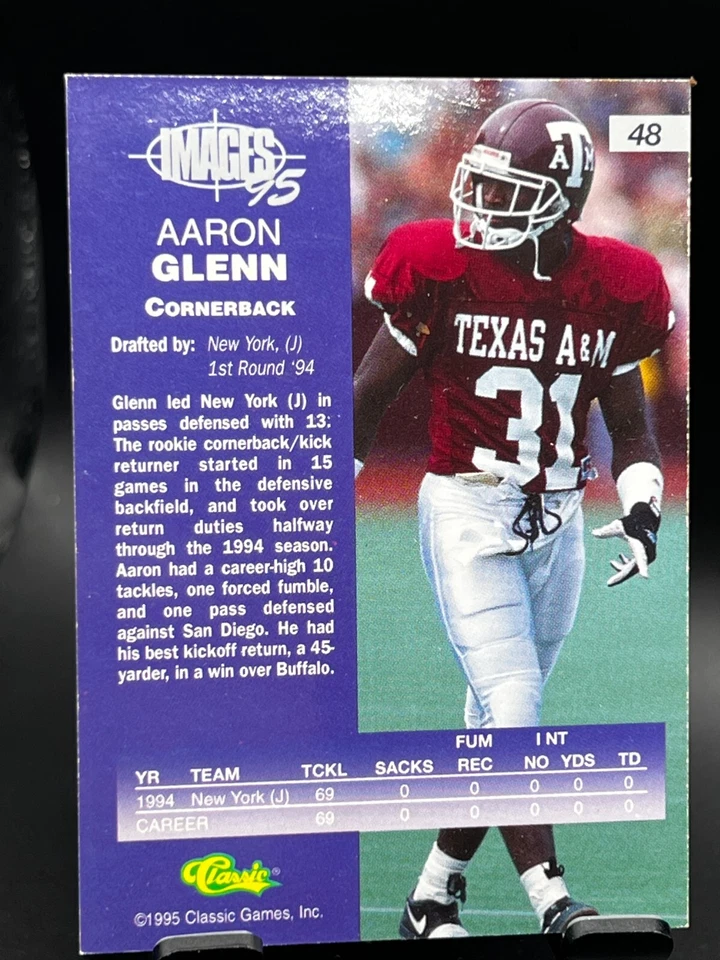 48
IMAGES
95
AARON
GLENN
CORNERBACK
Drafted by: New York, (J)
1st Round '94
Glenn led New York (J) in
passes defensed with 13.
The rookie cornerback/kick
returner started in 15
games in the defensive
backfield, and took over
return duties halfway
through the 1994 season.
Aaron had a career-high 10
tackles, one forced fumble,
and one pass defensed
against San Diego. He had
his best kickoff return, a 45-
yarder, in a win over Buffalo.
A T M
TEXAS A&M
31
FUM INT
YR TEAM TCKL SACKS REC NO YDS TD
1994 New York (J) 69 0 0 0 0 0
CAREER 69 0 0 0 0 0
Classic®
©1995 Classic Games, Inc.